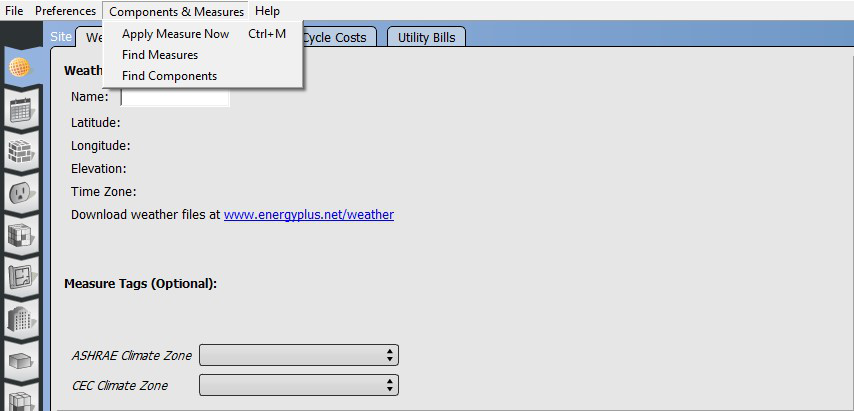 File Preferences Components & Measures Help
Site We Cycle Costs Utility Bills
Apply Measure Now Ctrl+M
Find Measures
Find Components
Weath
Name:
Latitude:
Longitude:
Elevation:
Time Zone:
Download weather files at www.energyplus.net/weather
Measure Tags (Optional):
ASHRAE Climate Zone
CEC Climate Zone